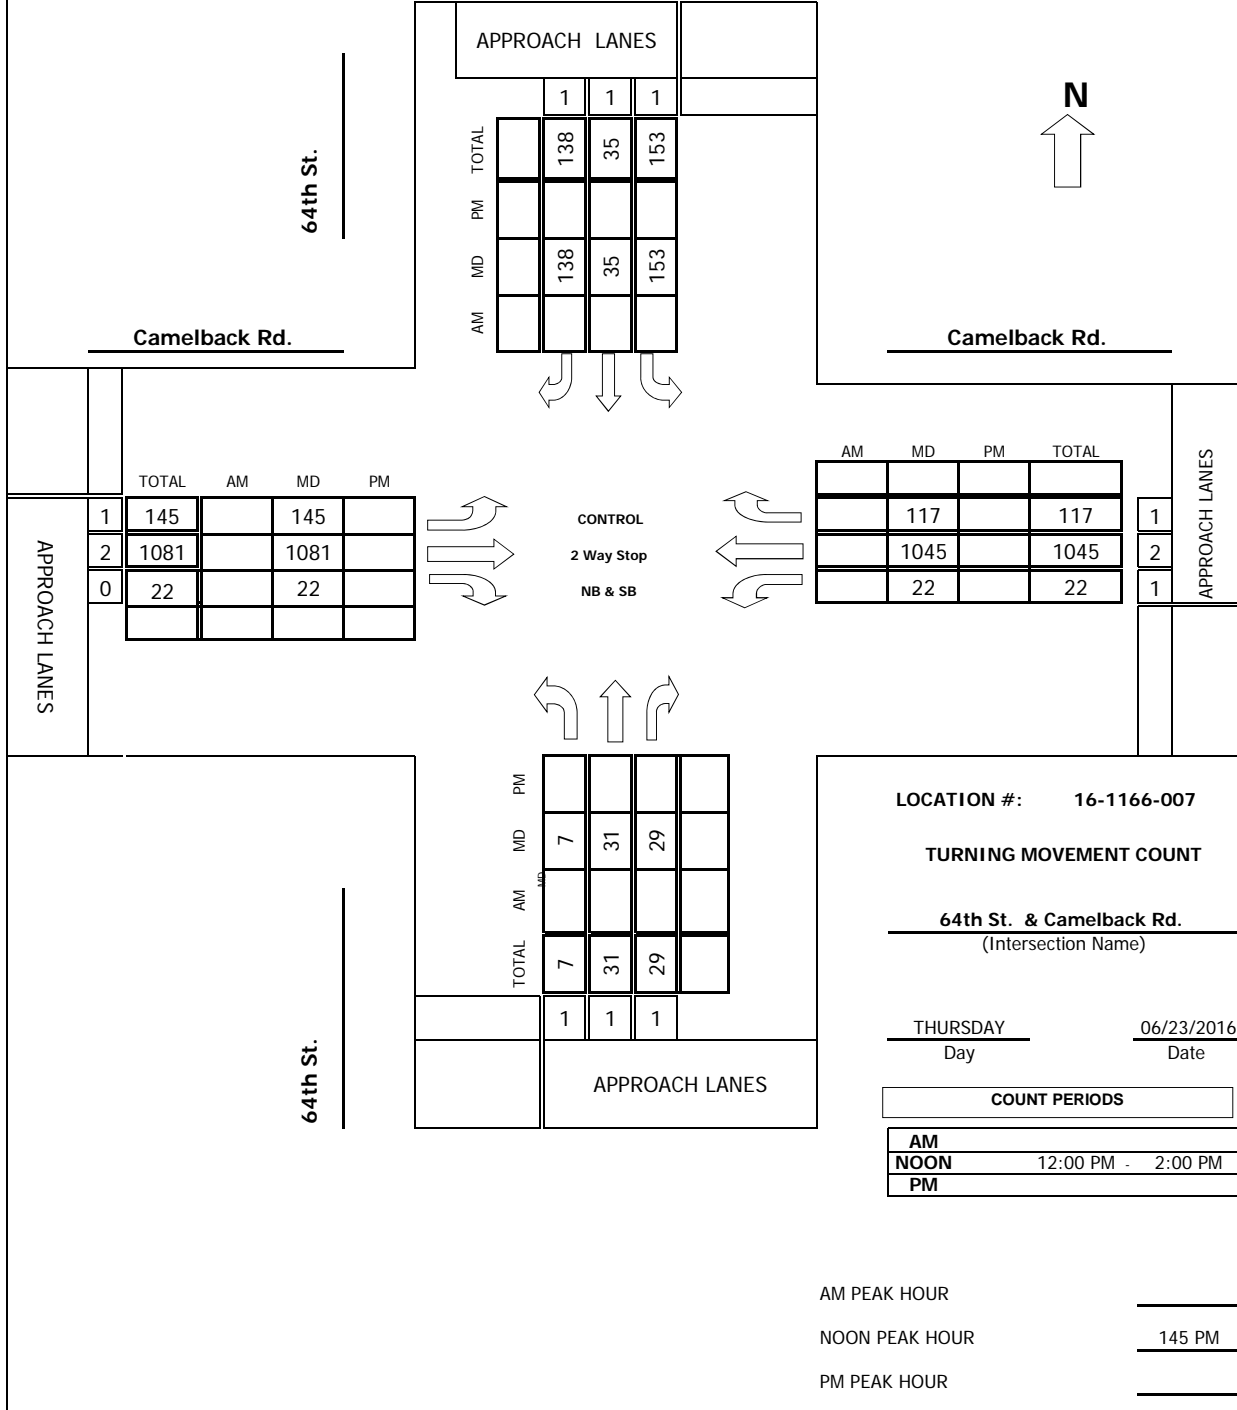 APPROACH LANES
1 1 1
N
TOTAL 138 35 153
64th St.
PM
MD 138 35 153
AM
Camelback Rd.
Camelback Rd.
AM MD PM TOTAL
TOTAL AM MD PM
1 145 145
CONTROL
117 117 1
2 1081 1081
2 Way Stop
1045 1045 2
0 22 22
NB & SB
22 22 1
APPROACH LANES
APPROACH LANES
PM
MD 7 31 29
AM
MD
TOTAL 7 31 29
1 1 1
APPROACH LANES
64th St.
LOCATION #: 16-1166-007
TURNING MOVEMENT COUNT
64th St. & Camelback Rd.
(Intersection Name)
THURSDAY 06/23/2016
Day Date
COUNT PERIODS
AM
NOON 12:00 PM - 2:00 PM
PM
AM PEAK HOUR
NOON PEAK HOUR 145 PM
PM PEAK HOUR